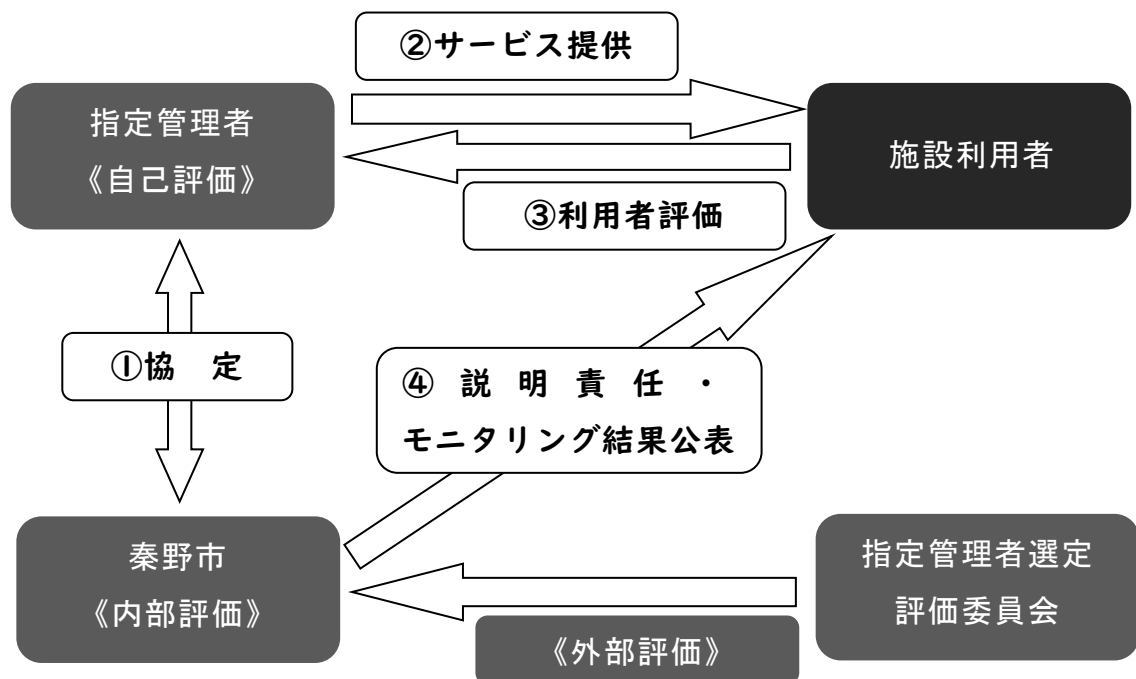 ②サービス提供
指定管理者
《自己評価》
施設利用者
③利用者評価
①協　定
④説明責任・
モニタリング結果公表
秦野市
《内部評価》
指定管理者選定
評価委員会
《外部評価》